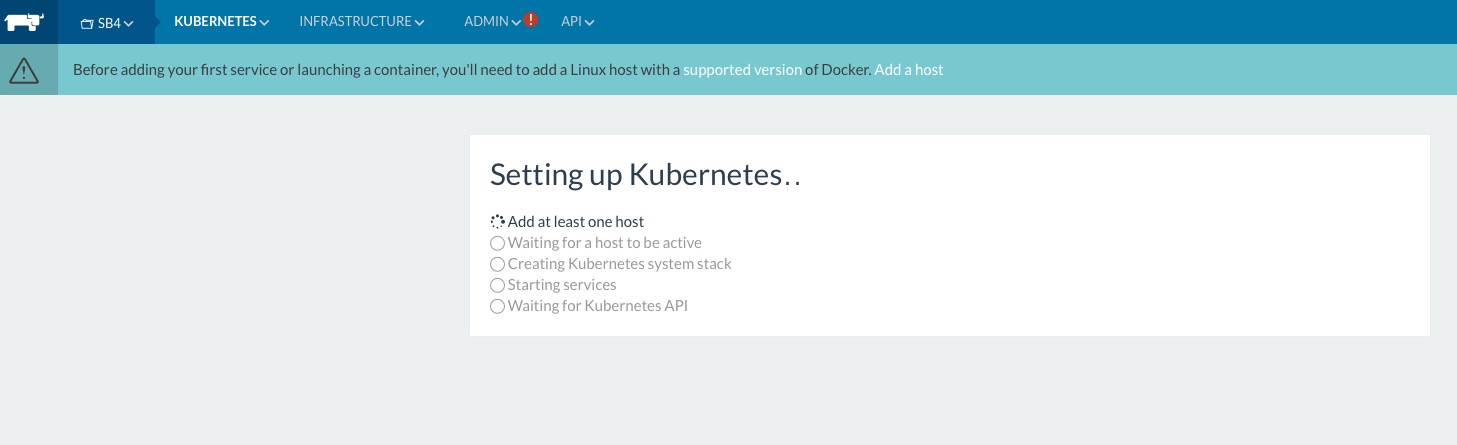 SB4 KUBERNETES INFRASTRUCTURE ADMIN ! API
Before adding your first service or launching a container, you'll need to add a Linux host with a supported version of Docker. Add a host
Setting up Kubernetes..
Add at least one host
Waiting for a host to be active
Creating Kubernetes system stack
Starting services
Waiting for Kubernetes API